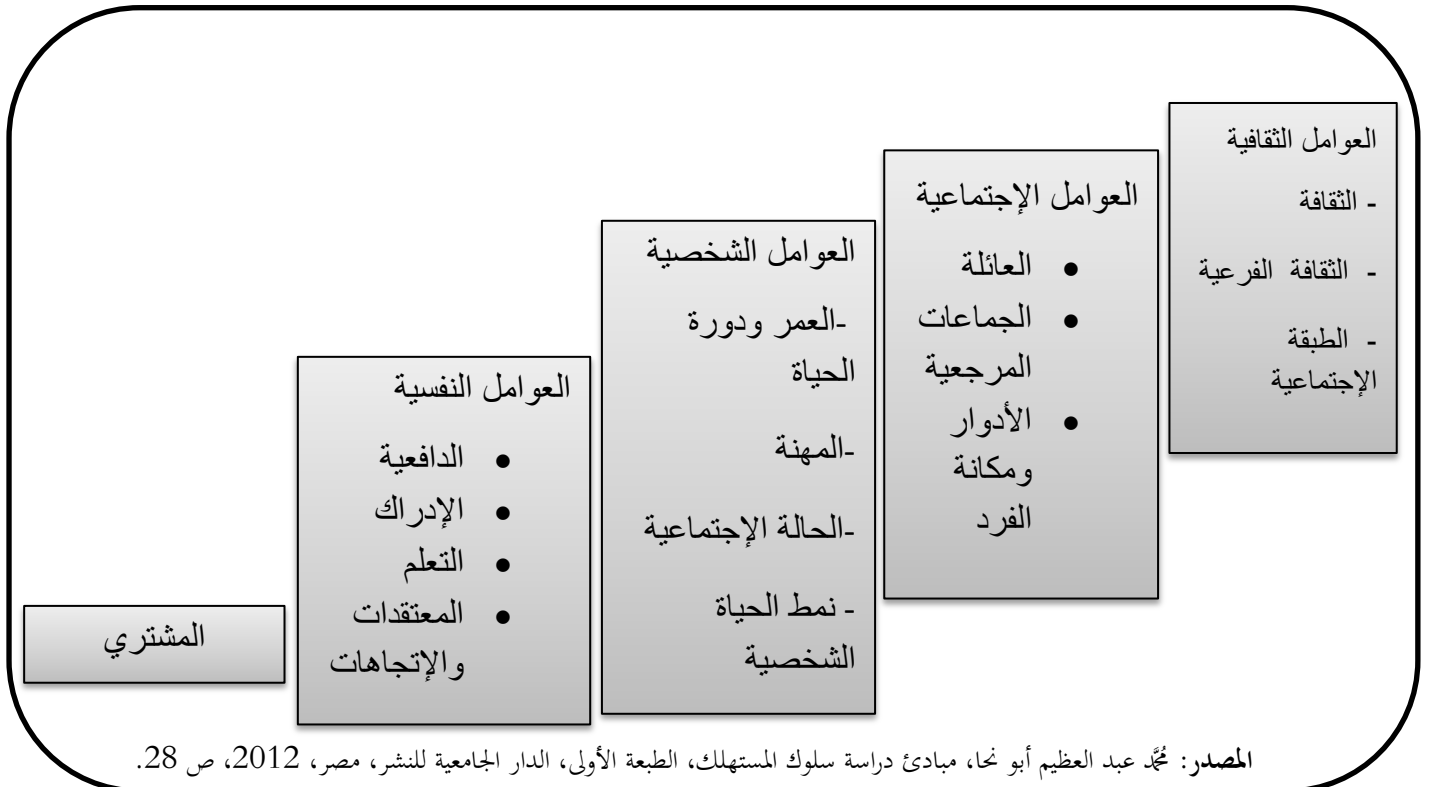 العوامل الثقافية
- الثقافة
- الثقافة الفرعية
- الطبقة
الإجتماعية
العوامل الإجتماعية
• العائلة
• الجماعات
المرجعية
• الأدوار
ومكانة
الفرد
العوامل الشخصية
-العمر ودورة
الحياة
-المهنة
-الحالة الإجتماعية
- نمط الحياة
الشخصية
العوامل النفسية
• الدافعية
• الإدراك
• التعلم
• المعتقدات
والإتجاهات
المشتري
المصدر: مُحَمَّد عبد العظيم أبو نحا، مبادئ دراسة سلوك المستهلك، الطبعة الأولى، الدار الجامعية للنشر، مصر، 2012، ص 28.